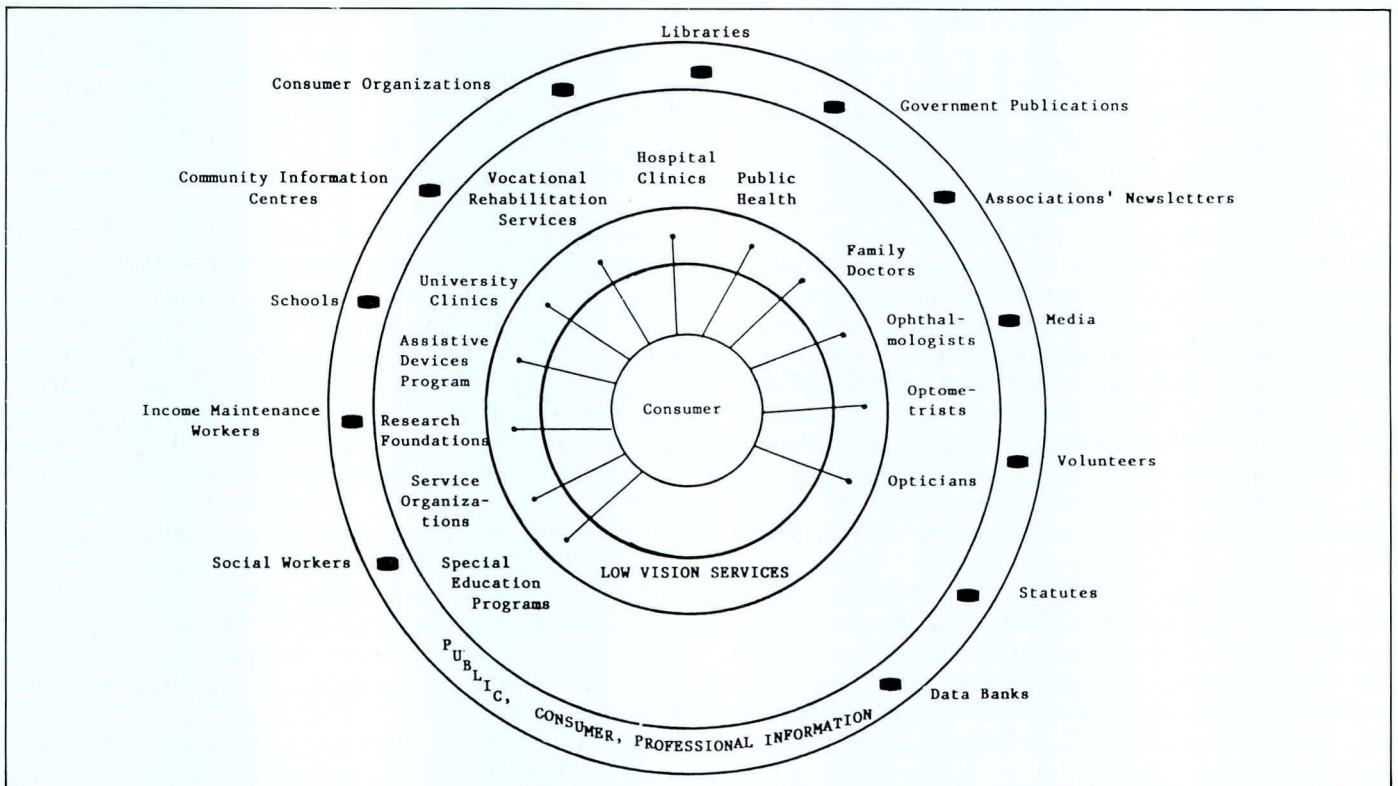 Libraries
Consumer Organizations
Government Publications
Community Information
Centres
Associations' Newsletters
Vocational
Rehabilitation
Services
Hospital
Clinics
Public
Health
Family
Doctors
University
Clinics
Schools
Ophthal-
mologists
Media
Assistive
Devices
Program
Consumer
Optome-
trists
Income Maintenance
Workers
Research
Foundations
Volunteers
Service
Organiza-
tions
Opticians
Social Workers
Special
Education
Programs
LOW VISION SERVICES
Statutes
Data Banks
PUBLIC, CONSUMER, PROFESSIONAL INFORMATION